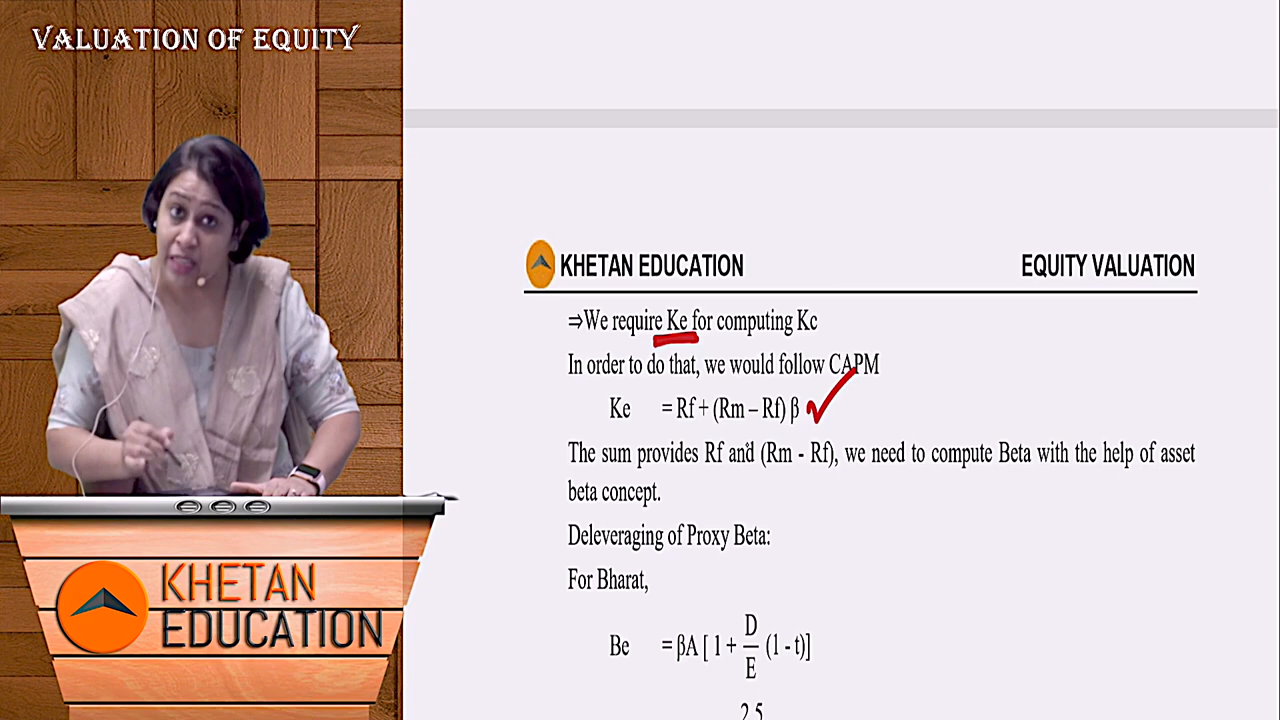 VALUATION OF EQUITY
KHETAN EDUCATION
EQUITY VALUATION
⇒We require Ke for computing Kc
In order to do that, we would follow CAPM
Ke = Rf + (Rm – Rf) β
The sum provides Rf and (Rm - Rf), we need to compute Beta with the help of asset
beta concept.
Deleveraging of Proxy Beta:
For Bharat,
Be = βA [ 1 + D/E (1 - t)]
2.5
KHETAN
EDUCATION